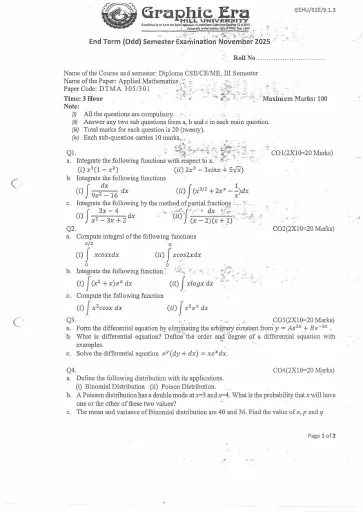 GEHU/02E/9.1.3
Graphic Era
HILL UNIVERSITY
End Term (Odd) Semester Examination November 2025
Roll No.
Name of the Course and semester: Diploma CSE/CE/ME, III Semester
Name of the Paper: Applied Mathematics
Paper Code: DTMA 305/301
Time: 3 Hour Maximum Marks: 100
Note:
(i) All the questions are compulsory.
(ii) Answer any two sub questions from a, b and c in each main question.
(iii) Total marks for each question is 20 (twenty).
(iv) Each sub-question carries 10 marks.
Q1. CO1(2X10=20 Marks)
a. Integrate the following functions with respect to x.
(i) x³(1 − x²) (ii) 2x² − 3sinx + 5√x)
b. Integrate the following functions
(i) ∫ dx/(9x² − 16) dx (ii) ∫(x^(3/2) + 2eˣ − 1/x)dx
c. Integrate the following by the method of partial fractions
(i) ∫ (3x − 4)/(x² − 3x + 2) dx (ii) ∫ dx/((x − 2)(x + 1)) dx
Q2. CO2(2X10=20 Marks)
a. Compute integral of the following functions
(i) ∫ xcosxdx (ii) ∫ xcos2xdx
b. Integrate the following function
(i) ∫(x² + x)eˣ dx (ii) ∫ xlogx dx
c. Compute the following function
(i) ∫ x²cosx dx (ii) ∫ x²eˣ dx
Q3. CO3(2X10=20 Marks)
a. Form the differential equation by eliminating the arbitrary constant from y = Ae³ˣ + Be⁻²ˣ.
b. What is differential equation? Define the order and degree of a differential equation with
examples.
c. Solve the differential equation eʸ(dy + dx) = xeˣdx.
Q4. CO4(2X10=20 Marks)
a. Define the following distribution with its applications.
(i) Binomial Distribution (ii) Poison Distribution.
b. A Poisson distribution has a double mode at x=3 and x=4. What is the probability that x will have
one or the other of these two values?
c. The mean and variance of Binomial distribution are 40 and 36. Find the value of n, p and q.
Page 1 of 2